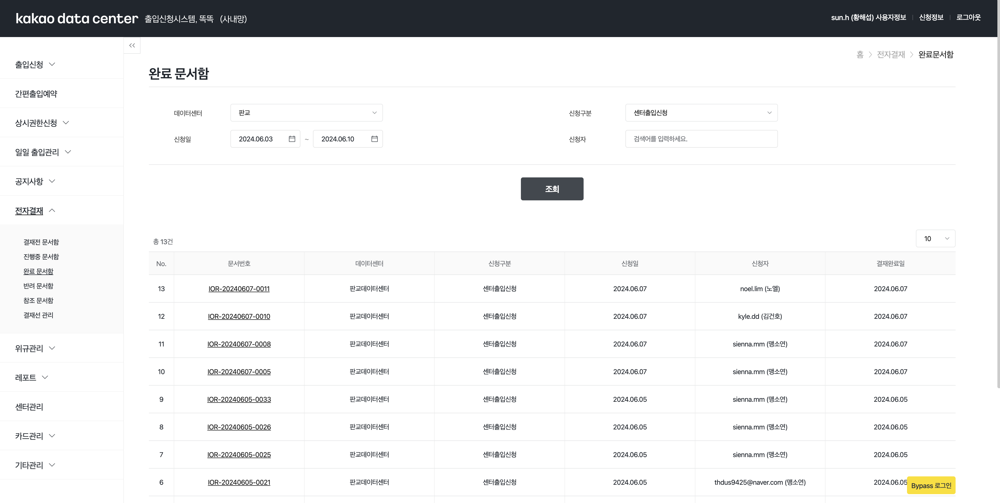 kakao data center 출입신청시스템, 똑똑 (사내망)
sun.h (황해섭) 사용자정보 | 신청정보 | 로그아웃
출입신청
간편출입예약
상시권한신청
일일 출입관리
공지사항
전자결재
결재전 문서함
진행중 문서함
완료 문서함
반려 문서함
참조 문서함
결재선 관리
위규관리
레포트
센터관리
카드관리
기타관리
홈 > 전자결재 > 완료문서함
완료 문서함
데이터센터 판교 신청구분 센터출입신청
신청일 2024.06.03 ~ 2024.06.10 신청자 검색어를 입력하세요.
조회
총 13건 10
No. 문서번호 데이터센터 신청구분 신청일 신청자 결재완료일
13 IOR-20240607-0011 판교데이터센터 센터출입신청 2024.06.07 noel.lim (노엘) 2024.06.07
12 IOR-20240607-0010 판교데이터센터 센터출입신청 2024.06.07 kyle.dd (김건호) 2024.06.07
11 IOR-20240607-0008 판교데이터센터 센터출입신청 2024.06.07 sienna.mm (맹소연) 2024.06.07
10 IOR-20240607-0005 판교데이터센터 센터출입신청 2024.06.07 sienna.mm (맹소연) 2024.06.07
9 IOR-20240605-0033 판교데이터센터 센터출입신청 2024.06.05 sienna.mm (맹소연) 2024.06.05
8 IOR-20240605-0026 판교데이터센터 센터출입신청 2024.06.05 sienna.mm (맹소연) 2024.06.05
7 IOR-20240605-0025 판교데이터센터 센터출입신청 2024.06.05 sienna.mm (맹소연) 2024.06.05
6 IOR-20240605-0021 판교데이터센터 센터출입신청 2024.06.05 thdus9425@naver.com (맹소연) 2024.06.05
Bypass 로그인